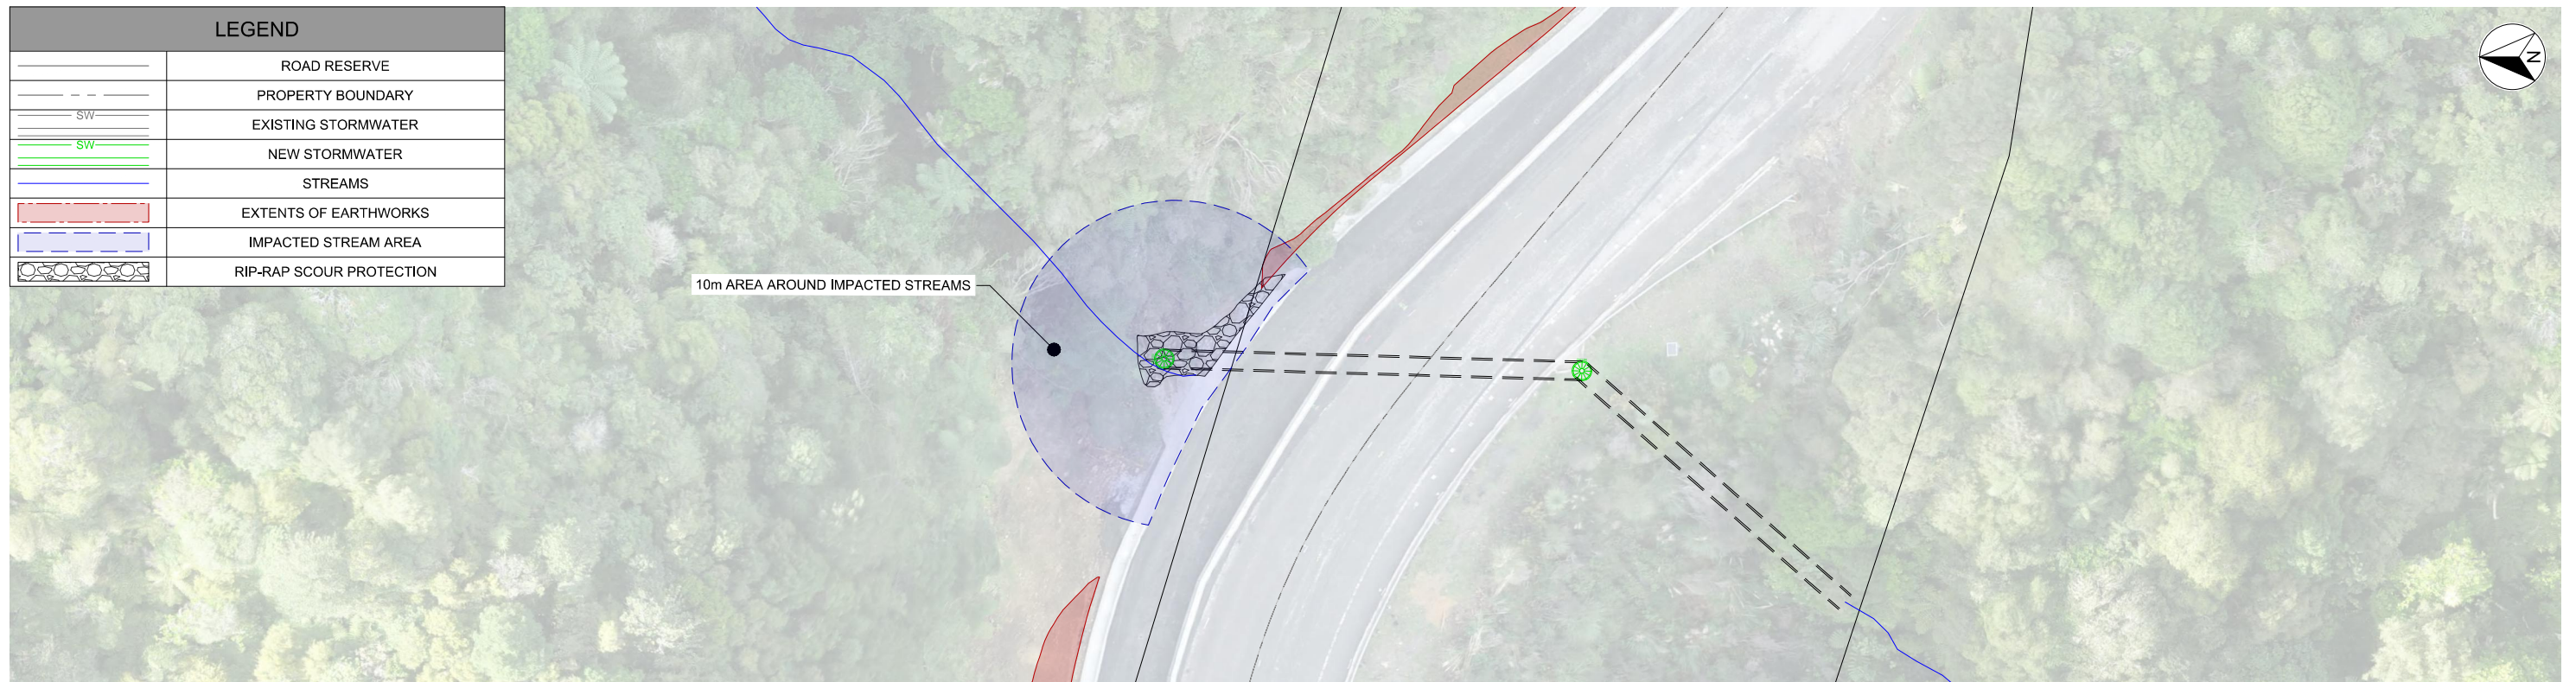 LEGEND
ROAD RESERVE
PROPERTY BOUNDARY
SW
EXISTING STORMWATER
SW
NEW STORMWATER
STREAMS
EXTENTS OF EARTHWORKS
IMPACTED STREAM AREA
RIP-RAP SCOUR PROTECTION
10m AREA AROUND IMPACTED STREAMS
N